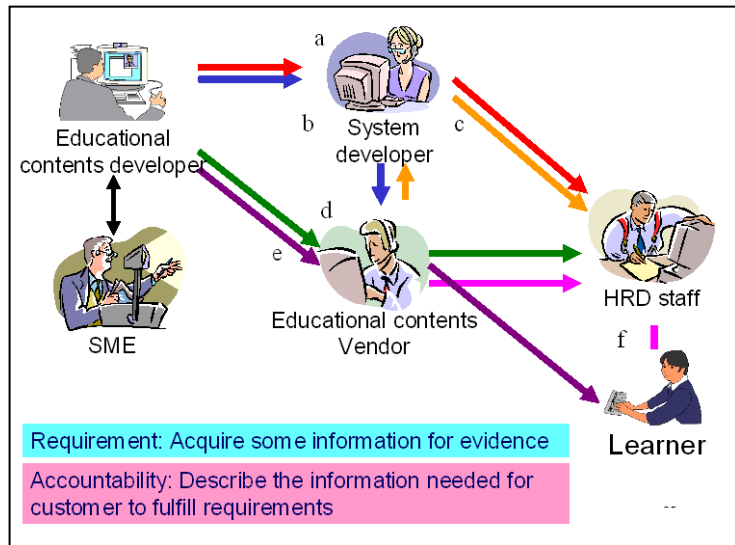 a
Educational
contents developer
b
System
developer
c
d
e
SME
Educational contents
Vendor
HRD staff
f
Learner
Requirement: Acquire some information for evidence
Accountability: Describe the information needed for
customer to fulfill requirements